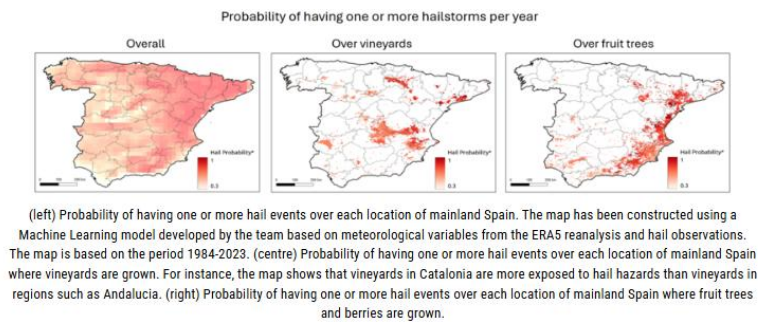 Probability of having one or more hailstorms per year
Overall
Over vineyards
Over fruit trees
Hail Probability*
1
0.3
Hail Probability*
1
0.3
Hail Probability*
1
0.3
(left) Probability of having one or more hail events over each location of mainland Spain. The map has been constructed using a
Machine Learning model developed by the team based on meteorological variables from the ERA5 reanalysis and hail observations.
The map is based on the period 1984-2023. (centre) Probability of having one or more hail events over each location of mainland Spain
where vineyards are grown. For instance, the map shows that vineyards in Catalonia are more exposed to hail hazards than vineyards in
regions such as Andalucia. (right) Probability of having one or more hail events over each location of mainland Spain where fruit trees
and berries are grown.